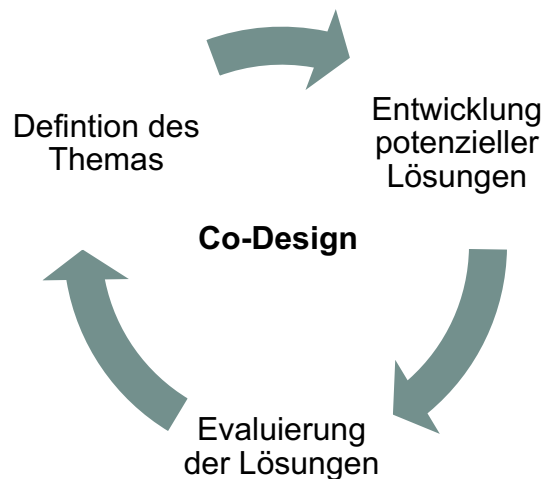 Defintion des
Themas
Entwicklung
potenzieller
Lösungen
Co-Design
Evaluierung
der Lösungen